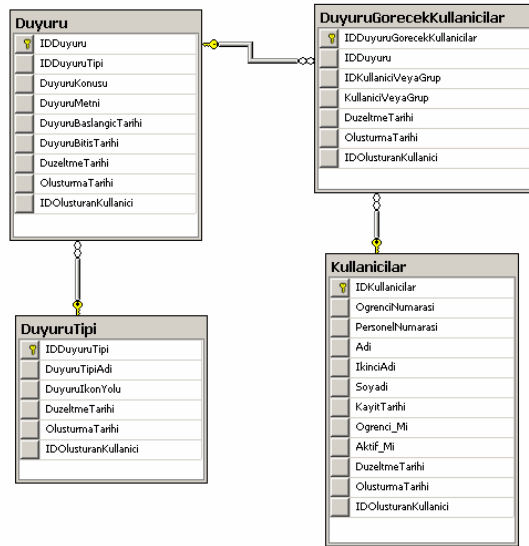 Duyuru
IDDuyuru
IDDuyuruTipi
DuyuruKonusu
DuyuruMetni
DuyuruBaslangicTarihi
DuyuruBitisTarihi
DuzeltmeTarihi
OlusturmaTarihi
IDOlusturanKullanici
DuyuruGorecekKullanicilar
IDDuyuruGorecekKullanicilar
IDDuyuru
IDKullaniciVeyaGrup
KullaniciVeyaGrup
DuzeltmeTarihi
OlusturmaTarihi
IDOlusturanKullanici
DuyuruTipi
IDDuyuruTipi
DuyuruTipiAdi
DuyuruIkonYolu
DuzeltmeTarihi
OlusturmaTarihi
IDOlusturanKullanici
Kullanicilar
IDKullanicilar
OgrenciNumarasi
PersonelNumarasi
Adi
IkinciAdi
Soyadi
KayitTarihi
Ogrenci_Mi
Aktif_Mi
DuzeltmeTarihi
OlusturmaTarihi
IDOlusturanKullanici